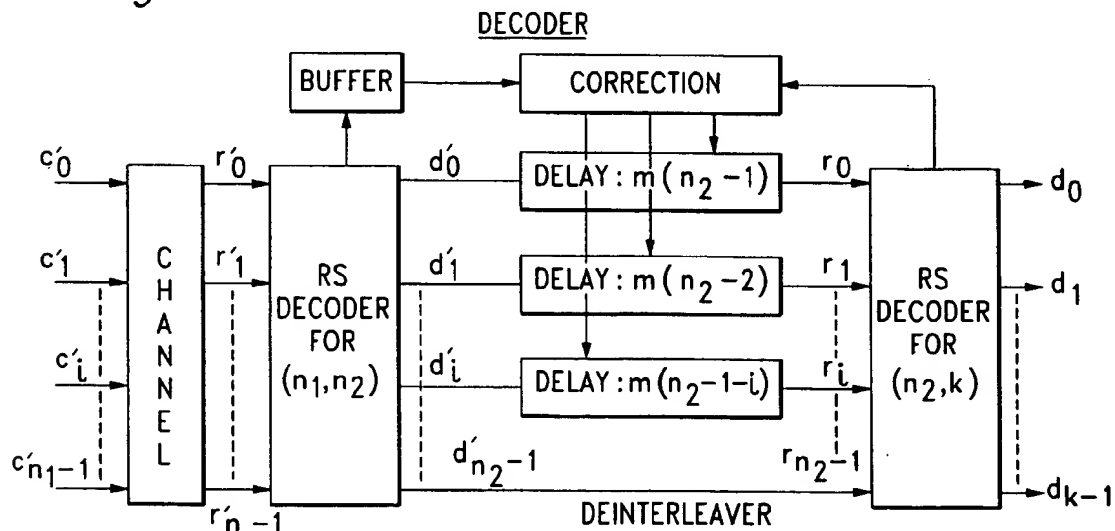 DECODER
BUFFER
CORRECTION
c′₀
r′₀
d′₀
DELAY : m(n₂−1)
r₀
d₀
CHANNEL
c′₁
r′₁
RS DECODER FOR (n₁,n₂)
d′₁
DELAY : m(n₂−2)
r₁
RS DECODER FOR (n₂,k)
d₁
c′ᵢ
d′ᵢ
DELAY : m(n₂−1−i)
rᵢ
c′n₁−1
r′n₁−1
d′n₂−1
DEINTERLEAVER
rn₂−1
dk−1